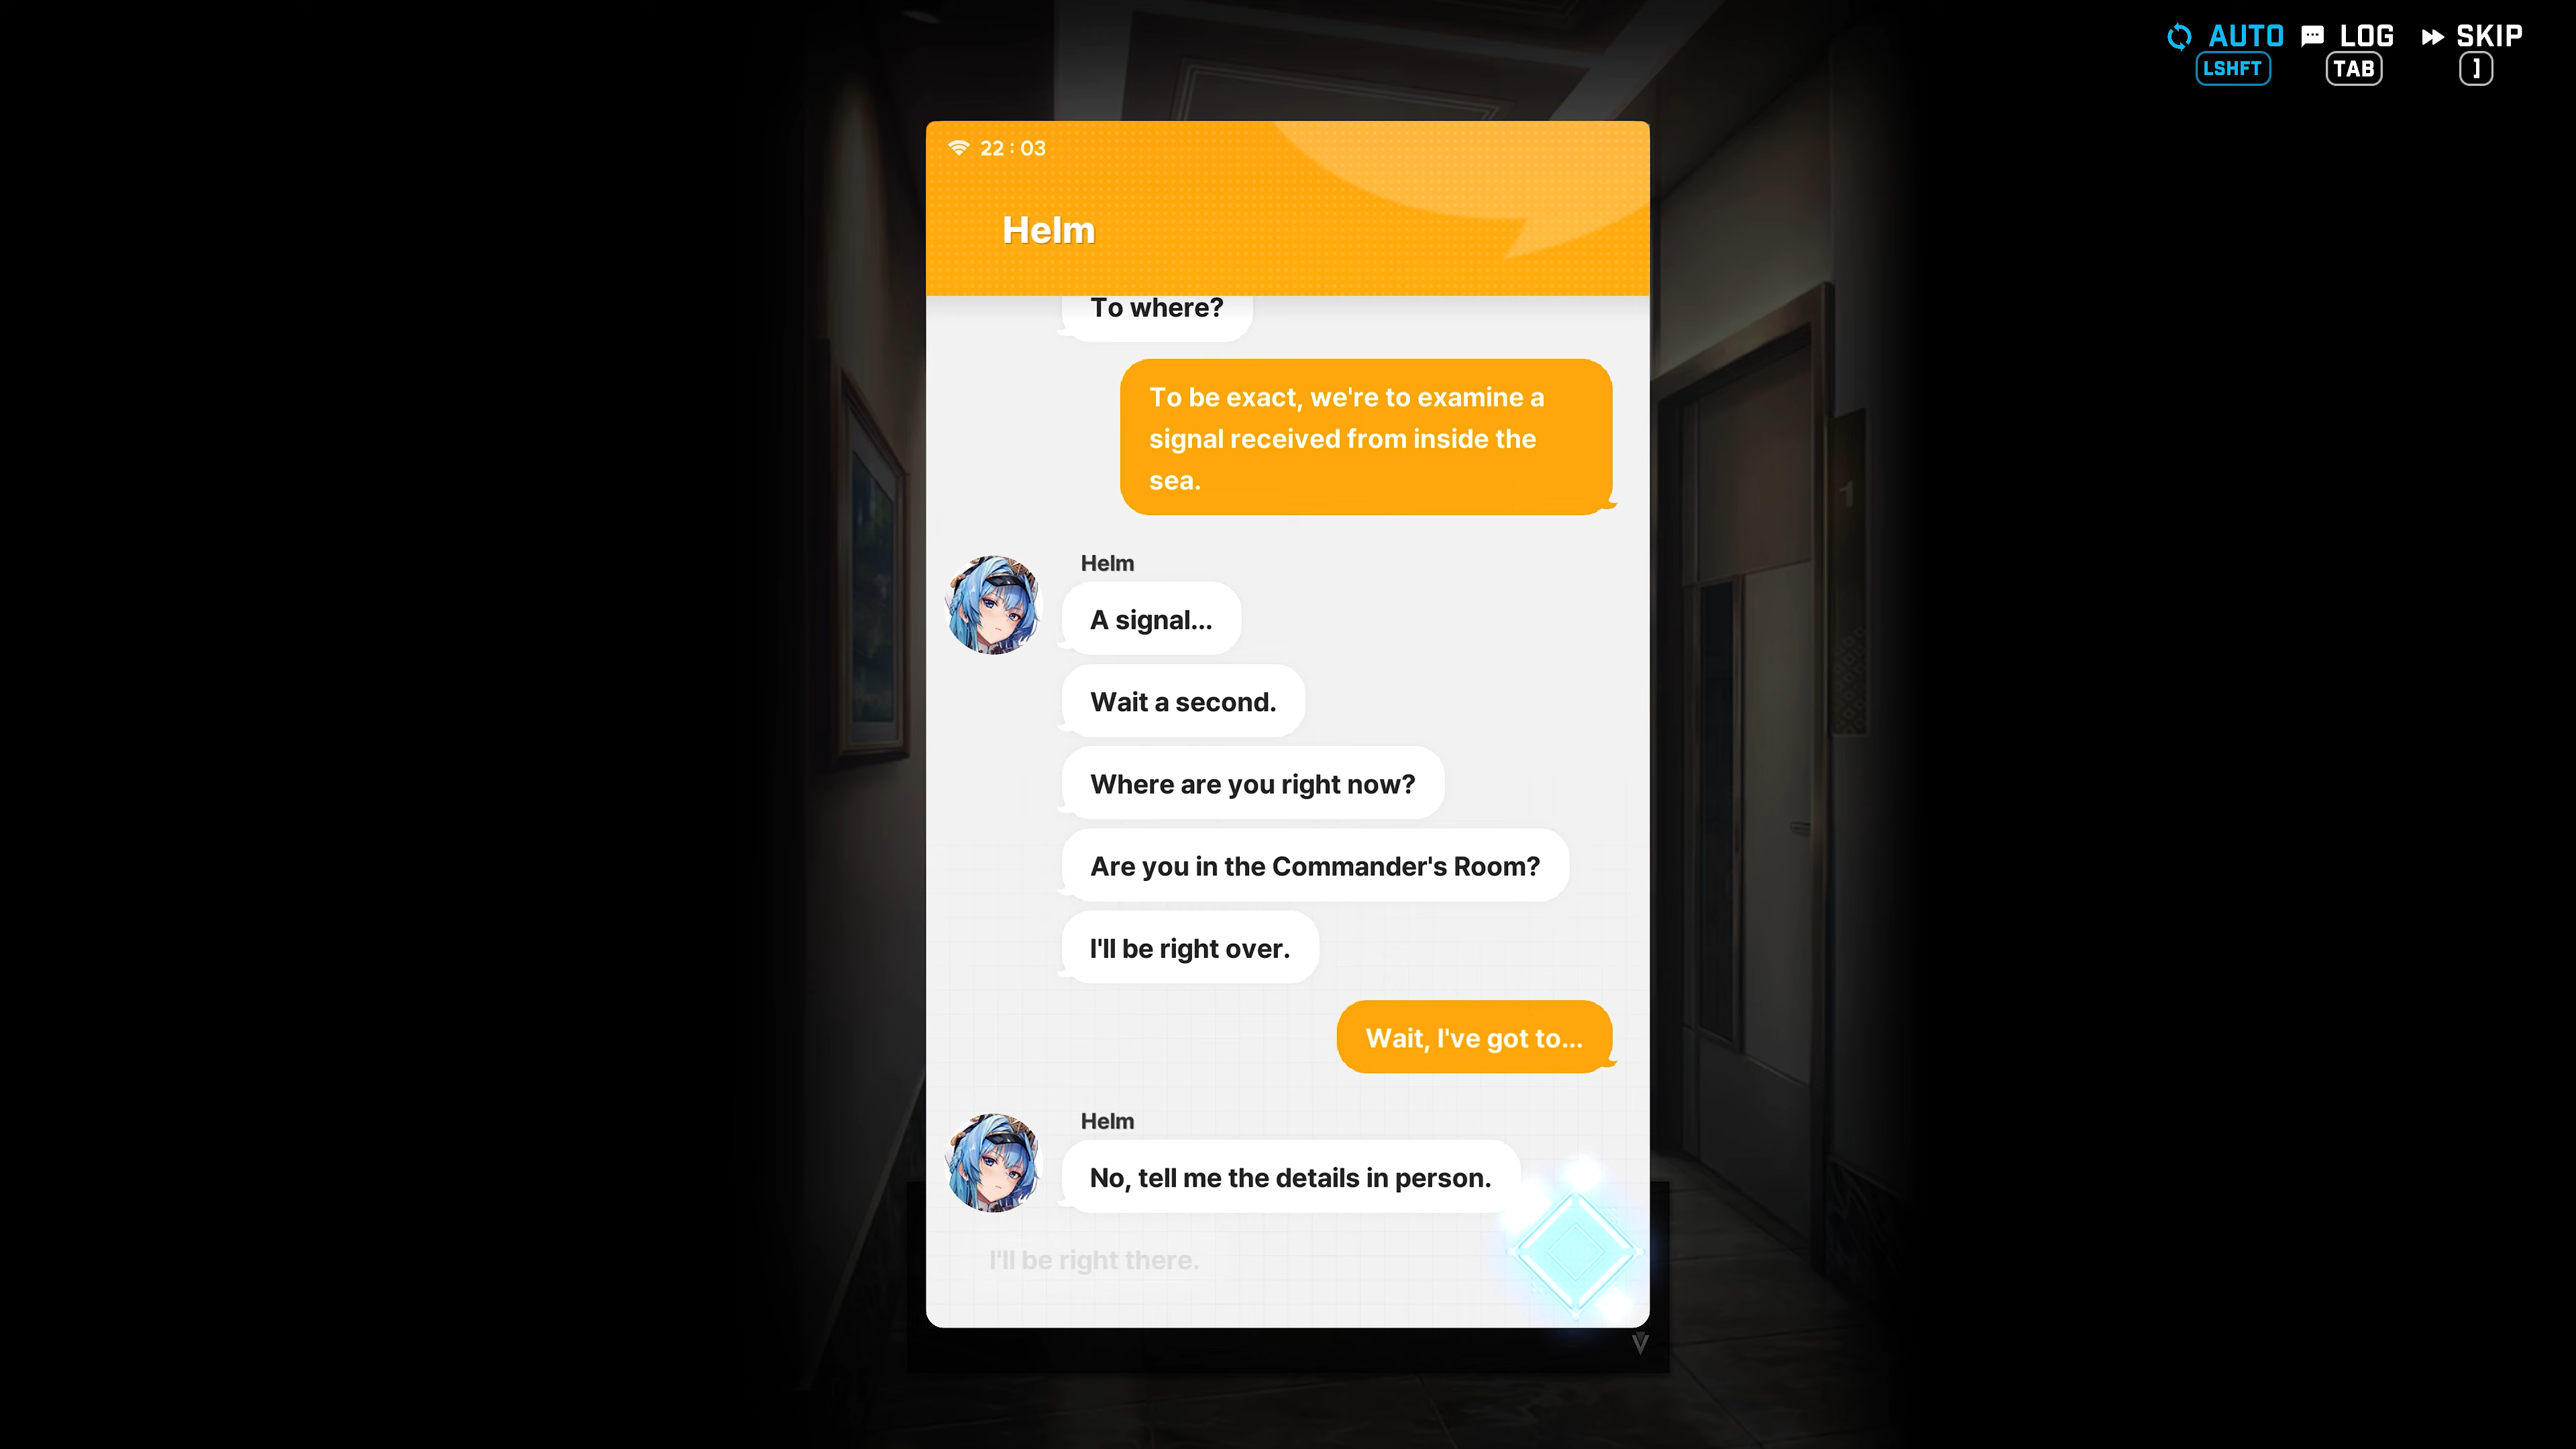 AUTO LOG SKIP
LSHFT TAB ]
22 : 03
Helm
To where?
To be exact, we're to examine a
signal received from inside the
sea.
Helm
A signal...
Wait a second.
Where are you right now?
Are you in the Commander's Room?
I'll be right over.
Wait, I've got to...
Helm
No, tell me the details in person.
I'll be right there.
1